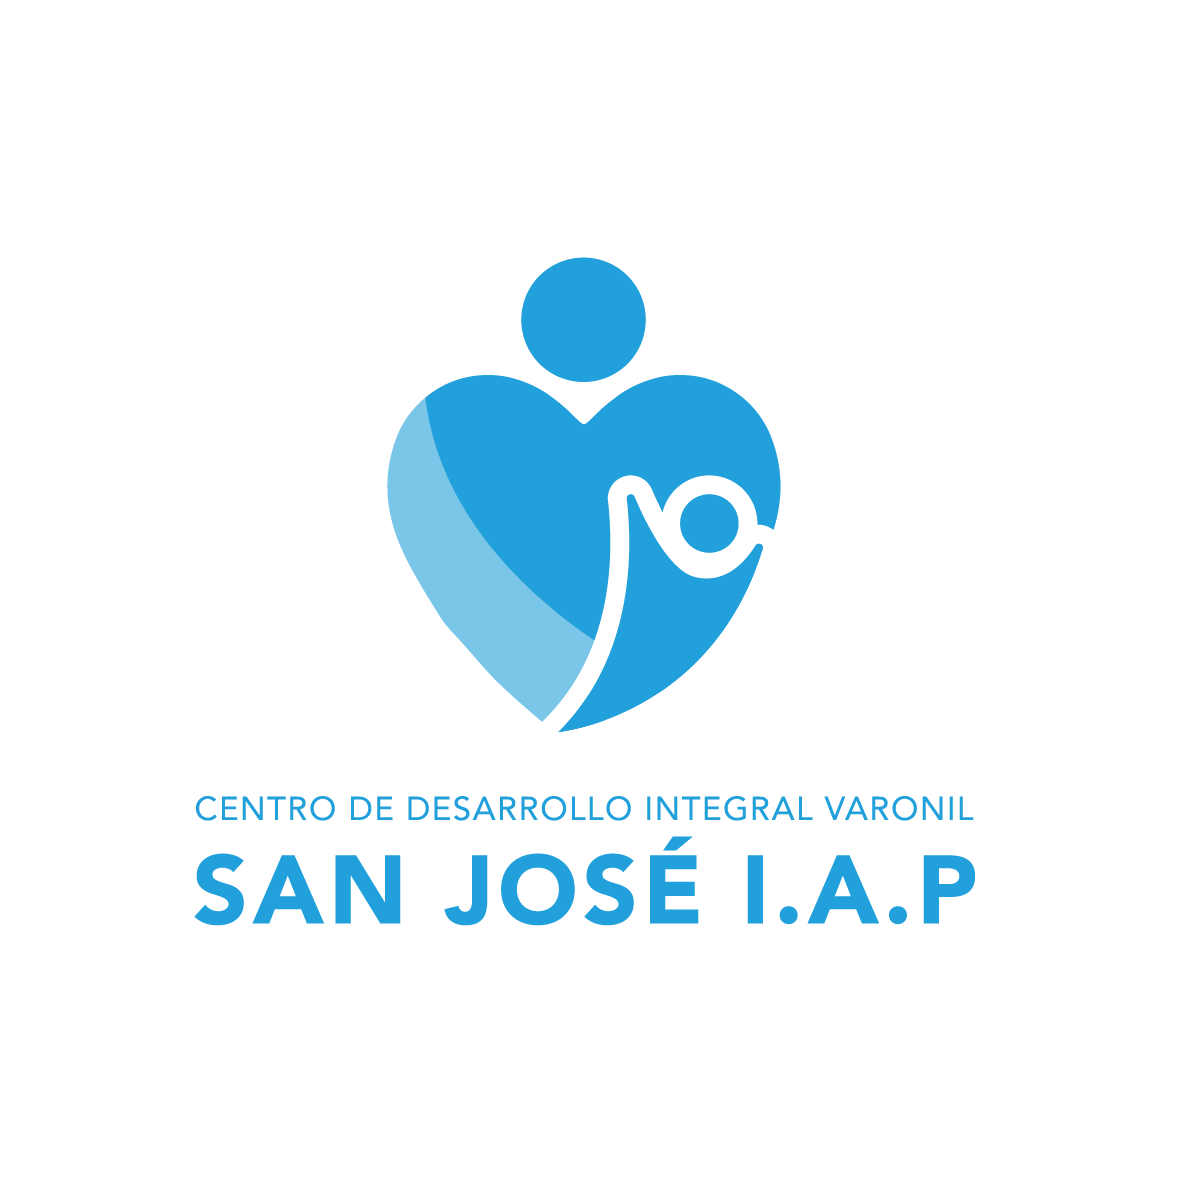 CENTRO DE DESARROLLO INTEGRAL VARONIL
SAN JOSÉ I.A.P